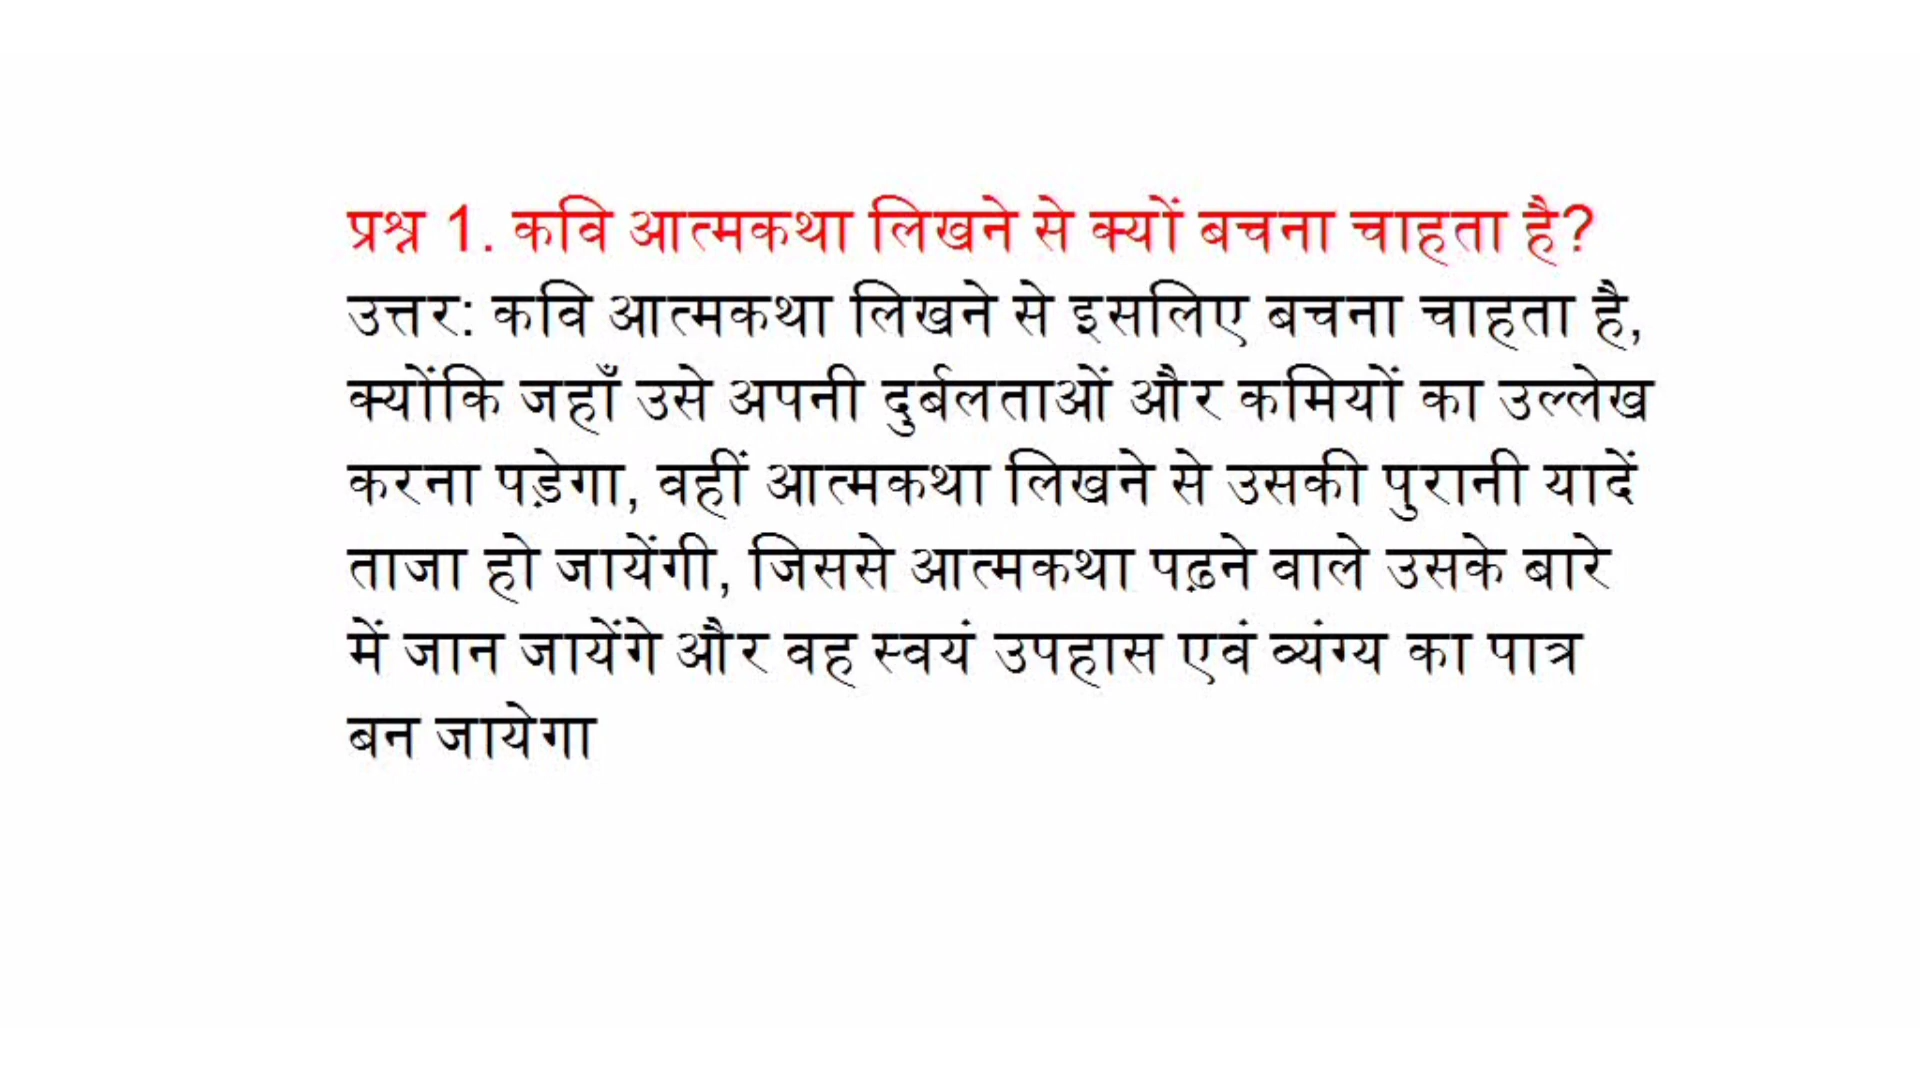 प्रश्न 1. कवि आत्मकथा लिखने से क्यों बचना चाहता है?
उत्तर: कवि आत्मकथा लिखने से इसलिए बचना चाहता है,
क्योंकि जहाँ उसे अपनी दुर्बलताओं और कमियों का उल्लेख
करना पड़ेगा, वहीं आत्मकथा लिखने से उसकी पुरानी यादें
ताजा हो जायेंगी, जिससे आत्मकथा पढ़ने वाले उसके बारे
में जान जायेंगे और वह स्वयं उपहास एवं व्यंग्य का पात्र
बन जायेगा